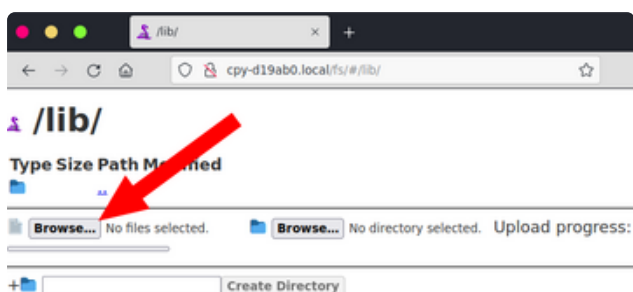 /lib/
cpy-d19ab0.local/fs/#/lib/
/lib/
Type Size Path Modified
..
Browse... No files selected. Browse... No directory selected. Upload progress:
+ Create Directory